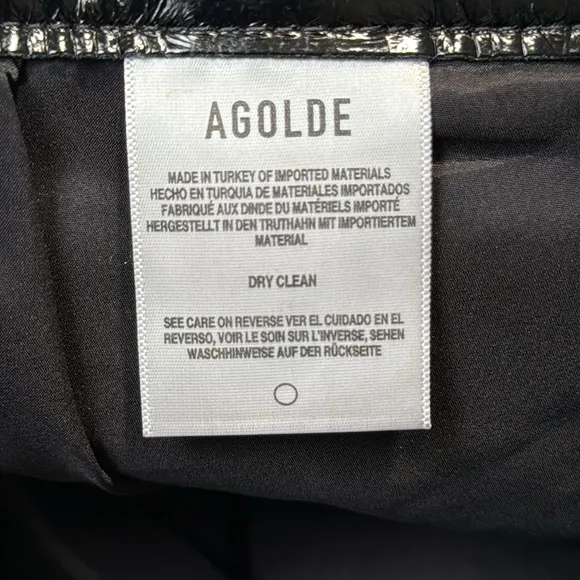 AGOLDE
MADE IN TURKEY OF IMPORTED MATERIALS
HECHO EN TURQUIA DE MATERIALES IMPORTADOS
FABRIQUÉ AUX DINDE DU MATÉRIELS IMPORTÉ
HERGESTELLT IN DEN TRUTHAHN MIT IMPORTIERTEM
MATERIAL
DRY CLEAN
SEE CARE ON REVERSE VER EL CUIDADO EN EL
REVERSO, VOIR LE SOIN SUR L'INVERSE, SEHEN
WASCHHINWEISE AUF DER RÜCKSEITE